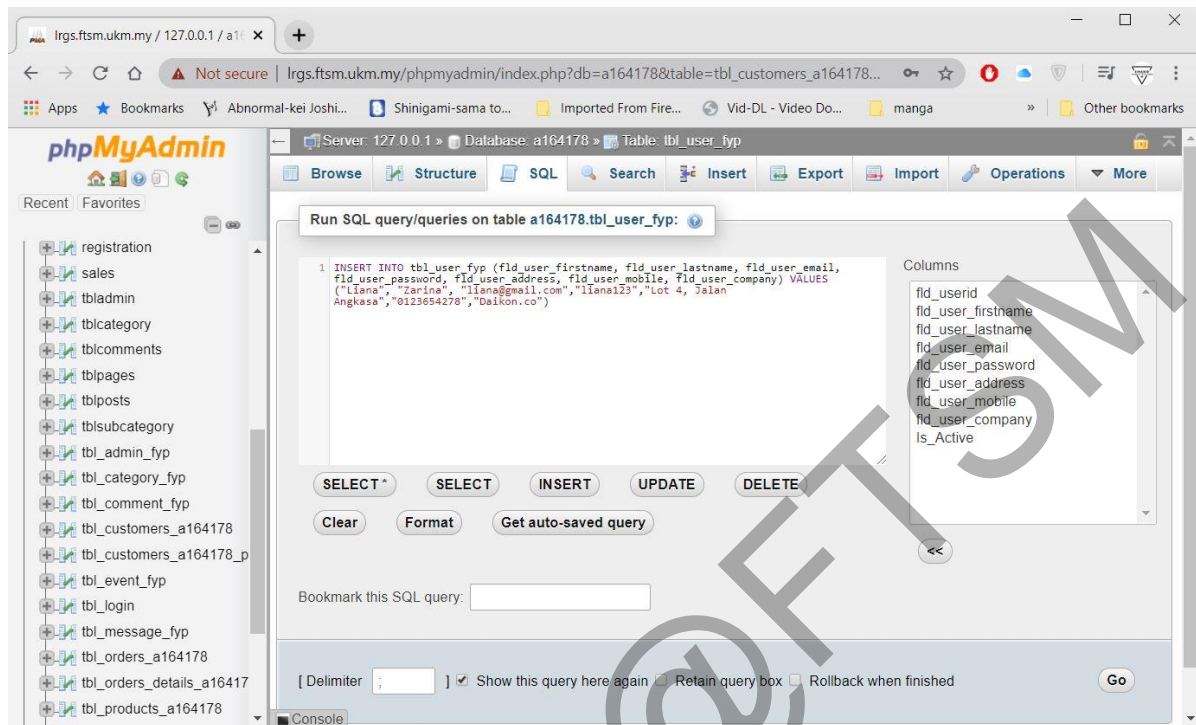 lrgs.ftsm.ukm.my / 127.0.0.1 / a16
Not secure | lrgs.ftsm.ukm.my/phpmyadmin/index.php?db=a164178&table=tbl_customers_a164178...
Apps Bookmarks Abnormal-kei Joshi... Shinigami-sama to... Imported From Fire... Vid-DL - Video Do... manga » Other bookmarks
phpMyAdmin
Recent Favorites
registration
sales
tbladmin
tblcategory
tblcomments
tblpages
tblposts
tblsubcategory
tbl_admin_fyp
tbl_category_fyp
tbl_comment_fyp
tbl_customers_a164178
tbl_customers_a164178_p
tbl_event_fyp
tbl_login
tbl_message_fyp
tbl_orders_a164178
tbl_orders_details_a16417
tbl_products_a164178
Server: 127.0.0.1 » Database: a164178 » Table: tbl_user_fyp
Browse Structure SQL Search Insert Export Import Operations More
Run SQL query/queries on table a164178.tbl_user_fyp:
1 INSERT INTO tbl_user_fyp (fld_user_firstname, fld_user_lastname, fld_user_email,
fld_user_password, fld_user_address, fld_user_mobile, fld_user_company) VALUES
("Liana", "Zarina", "liana@gmail.com","liana123","Lot 4, Jalan
Angkasa","0123654278","Daikon.co")
Columns
fld_userid
fld_user_firstname
fld_user_lastname
fld_user_email
fld_user_password
fld_user_address
fld_user_mobile
fld_user_company
Is_Active
SELECT * SELECT INSERT UPDATE DELETE
Clear Format Get auto-saved query
<<
Bookmark this SQL query:
[ Delimiter ; ] Show this query here again Retain query box Rollback when finished Go
Console
@FTSM